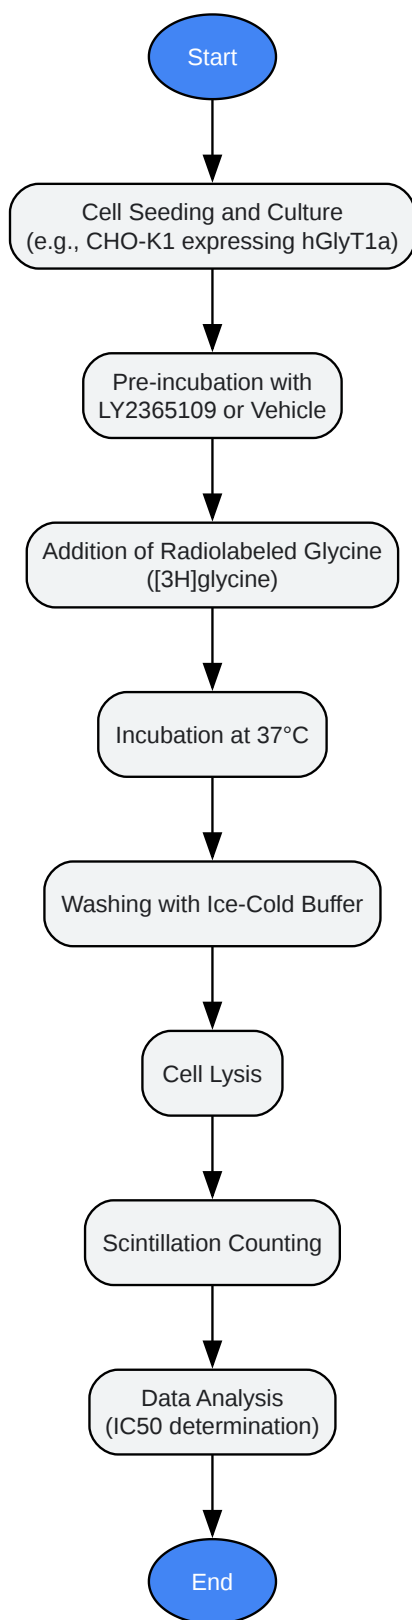 Start
Cell Seeding and Culture
(e.g., CHO-K1 expressing hGlyT1a)
Pre-incubation with
LY2365109 or Vehicle
Addition of Radiolabeled Glycine
([3H]glycine)
Incubation at 37°C
Washing with Ice-Cold Buffer
Cell Lysis
Scintillation Counting
Data Analysis
(IC50 determination)
End